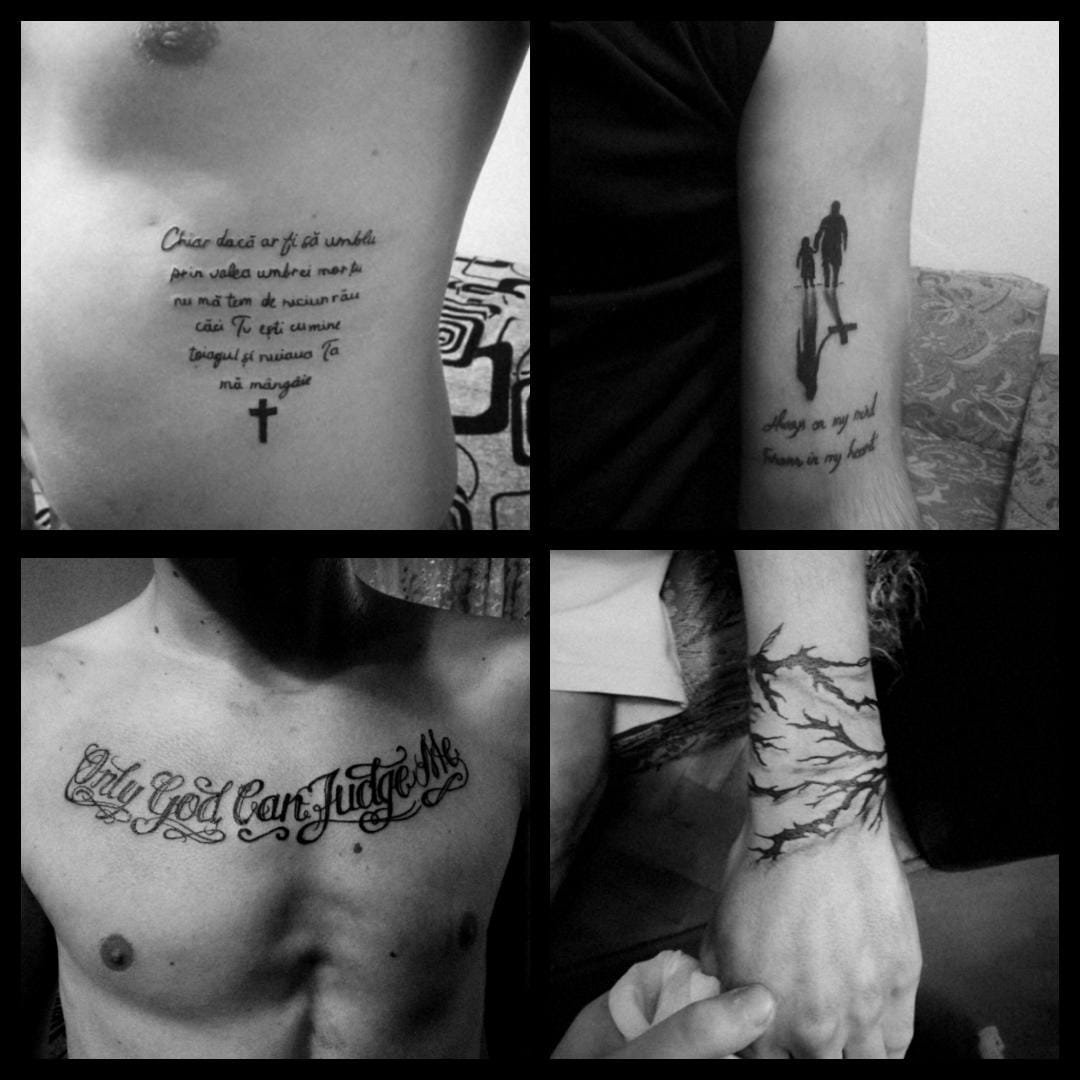 Chiar dacă ar fi să umblu
prin valea umbrei morții
nu mă tem de niciun rău
căci Tu ești cu mine
toiagul și nuiaua Ta
mă mângâie
Always on my mind
Forever in my heart
Only God Can Judge Me